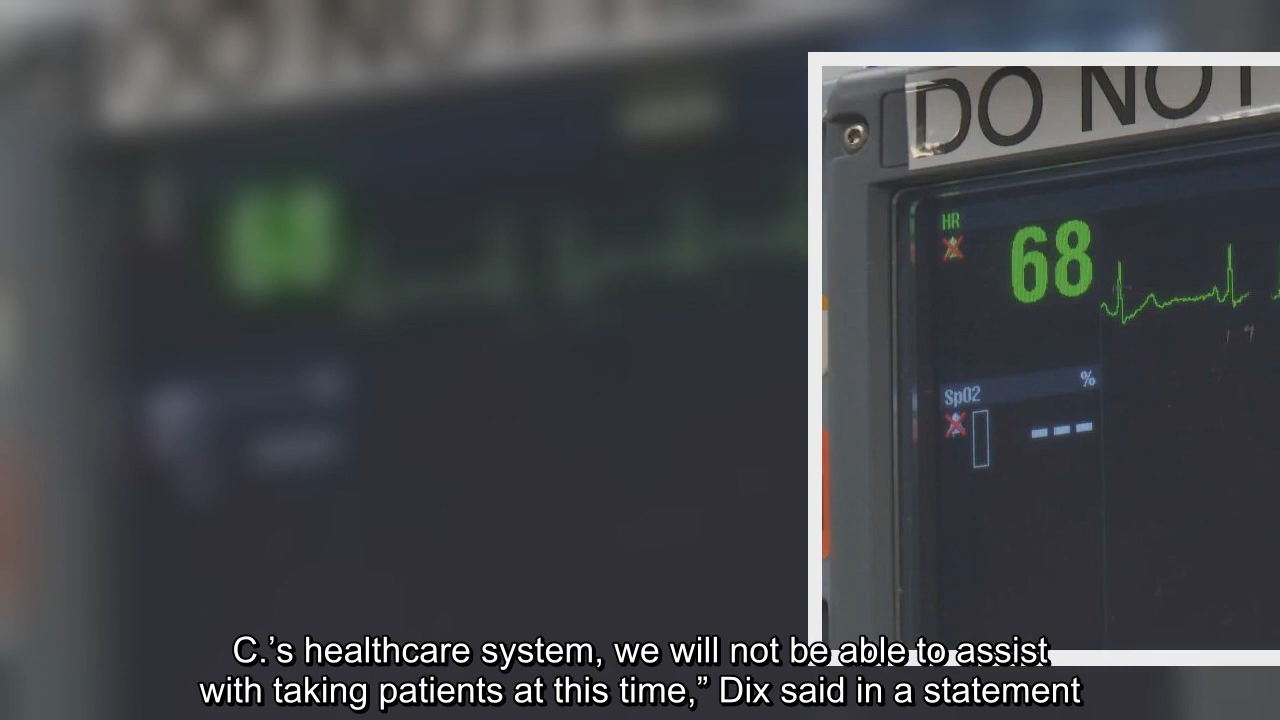 DO NOT
HR
68
%
SpO2
---
C.’s healthcare system, we will not be able to assist
with taking patients at this time,” Dix said in a statement